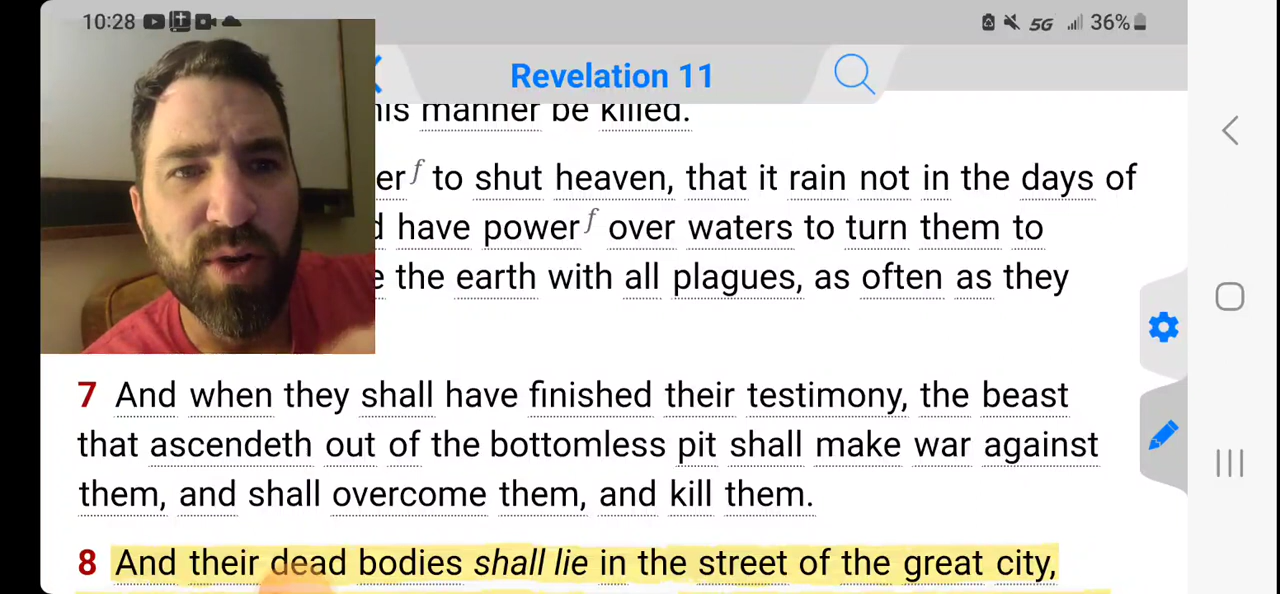 10:28
5G 36%
Revelation 11
his manner be killed.
er f to shut heaven, that it rain not in the days of
d have power f over waters to turn them to
e the earth with all plagues, as often as they
7 And when they shall have finished their testimony, the beast
that ascendeth out of the bottomless pit shall make war against
them, and shall overcome them, and kill them.
8 And their dead bodies shall lie in the street of the great city,